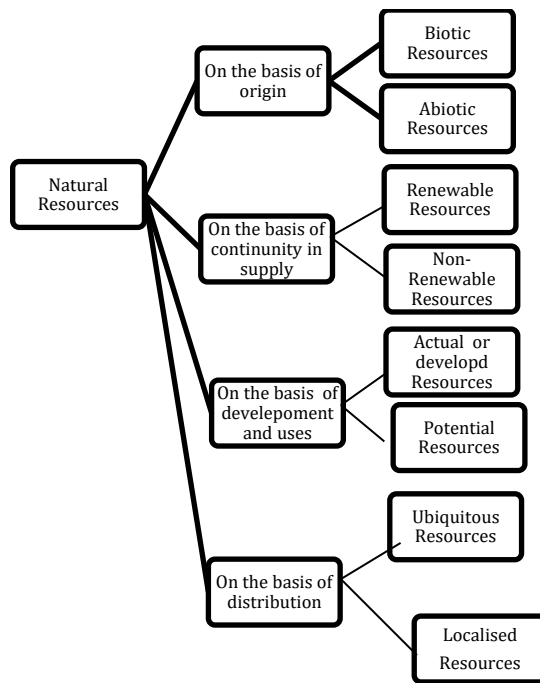 Natural
Resources
On the basis of
origin
Biotic
Resources
Abiotic
Resources
On the basis of
continunity in
supply
Renewable
Resources
Non-
Renewable
Resources
On the basis of
develepoment
and uses
Actual or
developd
Resources
Potential
Resources
On the basis of
distribution
Ubiquitous
Resources
Localised
Resources